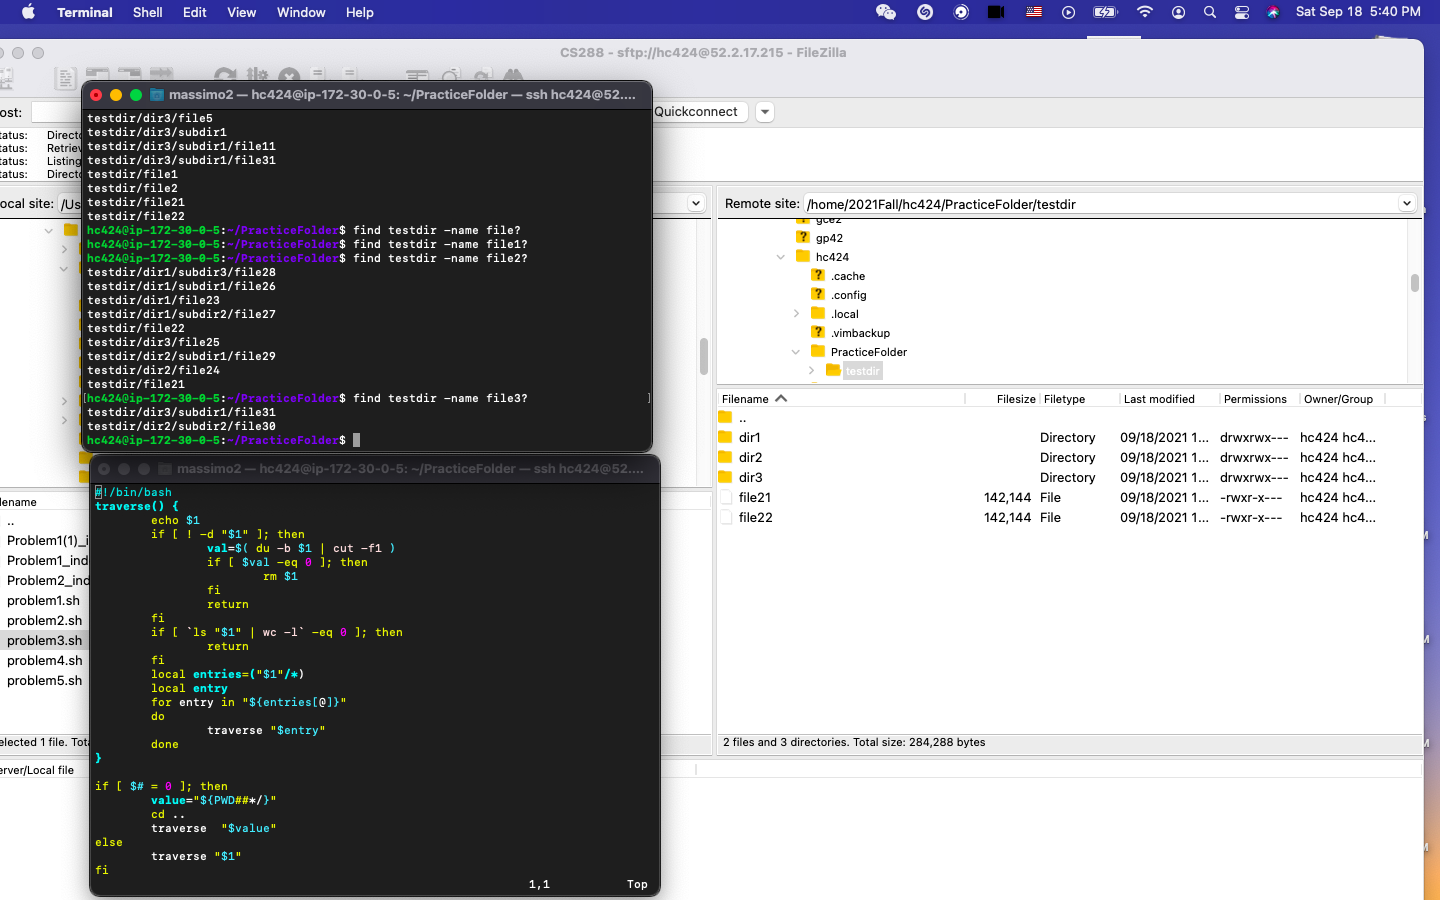 Terminal Shell Edit View Window Help Sat Sep 18 5:40 PM
CS288 - sftp://hc424@52.2.17.215 - FileZilla
massimo2 — hc424@ip-172-30-0-5: ~/PracticeFolder — ssh hc424@52....
ost: Quickconnect
testdir/dir3/file5
testdir/dir3/subdir1
testdir/dir3/subdir1/file11
testdir/dir3/subdir1/file31
testdir/file1
testdir/file2
testdir/file21
testdir/file22
hc424@ip-172-30-0-5:~/PracticeFolder$ find testdir -name file?
hc424@ip-172-30-0-5:~/PracticeFolder$ find testdir -name file1?
hc424@ip-172-30-0-5:~/PracticeFolder$ find testdir -name file2?
testdir/dir1/subdir3/file28
testdir/dir1/subdir1/file26
testdir/dir1/file23
testdir/dir1/subdir2/file27
testdir/file22
testdir/dir3/file25
testdir/dir2/subdir1/file29
testdir/dir2/file24
testdir/file21
[hc424@ip-172-30-0-5:~/PracticeFolder$ find testdir -name file3? ]
testdir/dir3/subdir1/file31
testdir/dir2/subdir2/file30
hc424@ip-172-30-0-5:~/PracticeFolder$
tatus: Directo
tatus: Retriev
tatus: Listing
tatus: Directo
ocal site: /Us
Remote site: /home/2021Fall/hc424/PracticeFolder/testdir
gce2
gp42
hc424
.cache
.config
.local
.vimbackup
PracticeFolder
testdir
Filename Filesize Filetype Last modified Permissions Owner/Group
..
dir1 Directory 09/18/2021 1... drwxrwx--- hc424 hc4...
dir2 Directory 09/18/2021 1... drwxrwx--- hc424 hc4...
dir3 Directory 09/18/2021 1... drwxrwx--- hc424 hc4...
file21 142,144 File 09/18/2021 1... -rwxr-x--- hc424 hc4...
file22 142,144 File 09/18/2021 1... -rwxr-x--- hc424 hc4...
2 files and 3 directories. Total size: 284,288 bytes
lename
..
Problem1(1)_i
Problem1_ind
Problem2_ind
problem1.sh
problem2.sh
problem3.sh
problem4.sh
problem5.sh
elected 1 file. Tota
erver/Local file
massimo2 — hc424@ip-172-30-0-5: ~/PracticeFolder — ssh hc424@52....
#!/bin/bash
traverse() {
echo $1
if [ ! -d "$1" ]; then
val=$( du -b $1 | cut -f1 )
if [ $val -eq 0 ]; then
rm $1
fi
return
fi
if [ `ls "$1" | wc -l` -eq 0 ]; then
return
fi
local entries=("$1"/*)
local entry
for entry in "${entries[@]}"
do
traverse "$entry"
done
}
if [ $# = 0 ]; then
value="${PWD##*/}"
cd ..
traverse "$value"
else
traverse "$1"
fi
1,1 Top